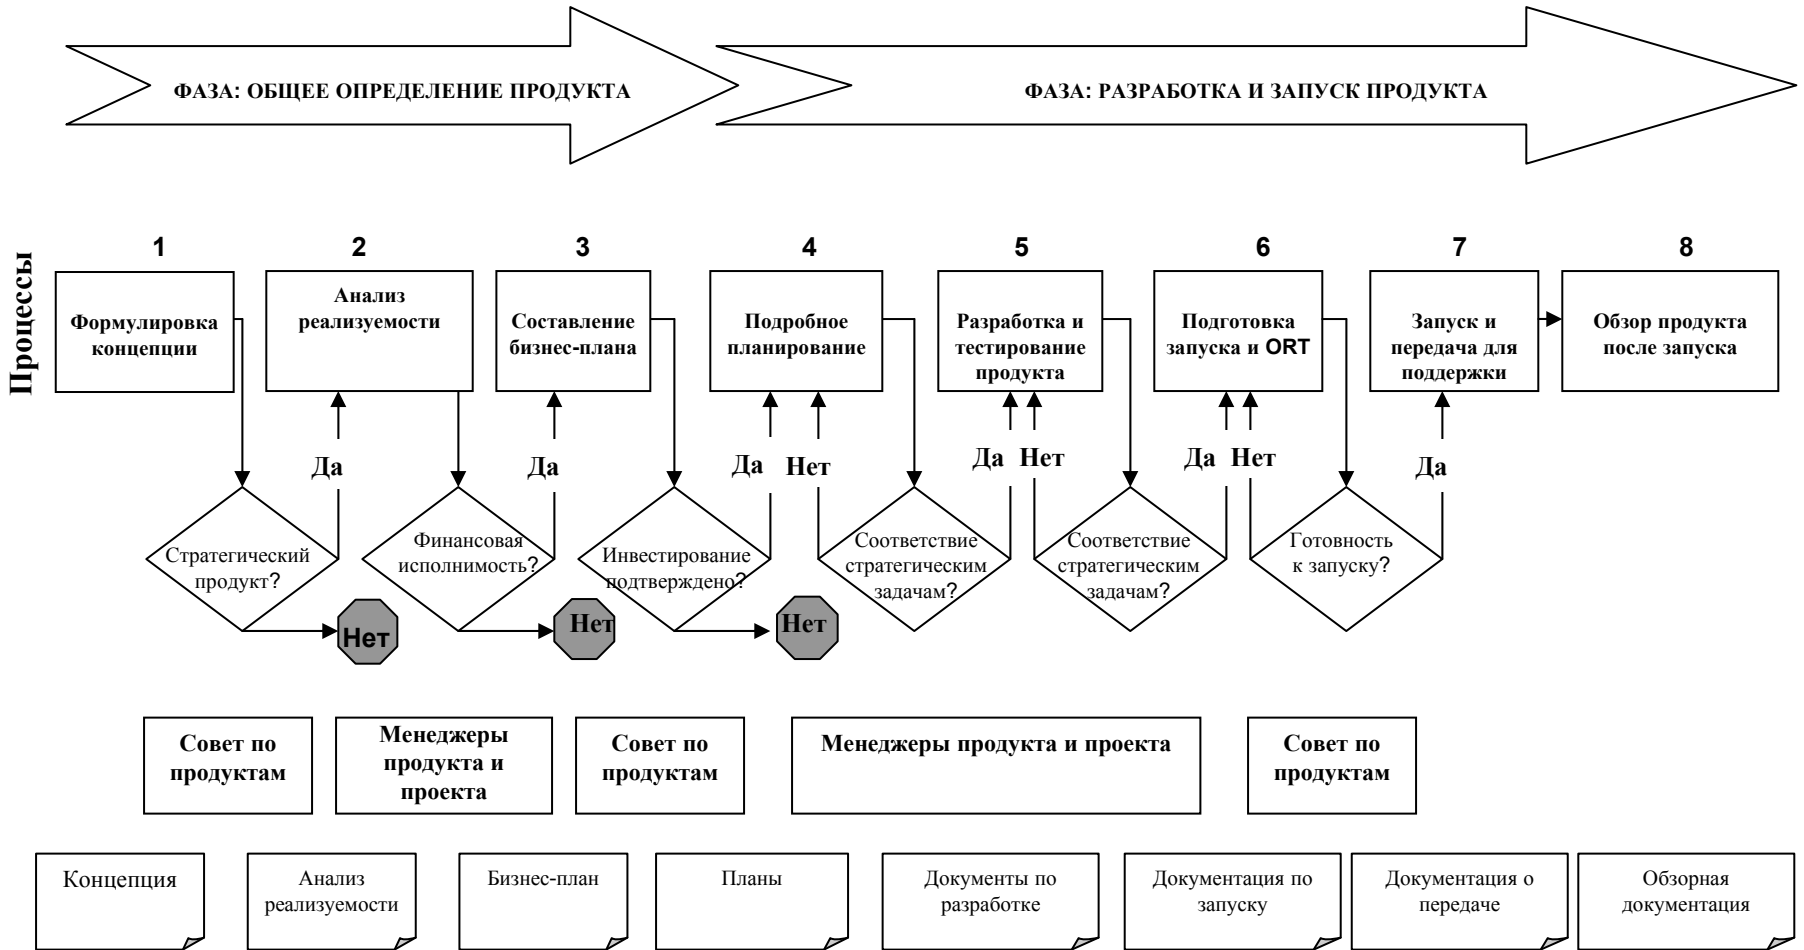 ФАЗА: ОБЩЕЕ ОПРЕДЕЛЕНИЕ ПРОДУКТА
ФАЗА: РАЗРАБОТКА И ЗАПУСК ПРОДУКТА
Процессы
1
2
3
4
5
6
7
8
Формулировка
концепции
Анализ
реализуемости
Составление
бизнес-плана
Подробное
планирование
Разработка и
тестирование
продукта
Подготовка
запуска и ORT
Запуск и
передача для
поддержки
Обзор продукта
после запуска
Да
Да
Да
Нет
Да
Нет
Да
Нет
Да
Стратегический
продукт?
Финансовая
исполнимость?
Инвестирование
подтверждено?
Соответствие
стратегическим
задачам?
Соответствие
стратегическим
задачам?
Готовность
к запуску?
Нет
Нет
Нет
Совет по
продуктам
Менеджеры
продукта и
проекта
Совет по
продуктам
Менеджеры продукта и проекта
Совет по
продуктам
Концепция
Анализ
реализуемости
Бизнес-план
Планы
Документы по
разработке
Документация по
запуску
Документация о
передаче
Обзорная
документация